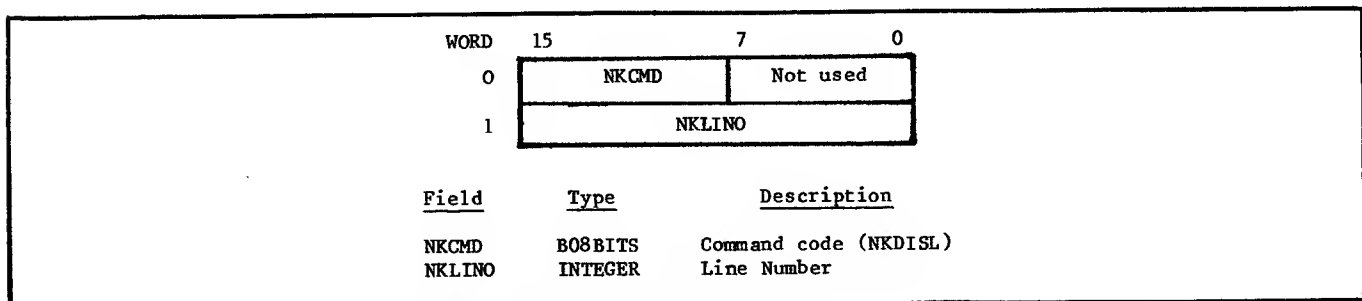 WORD 15 7 0
0 NKCMD Not used
1 NKLINO
Field Type Description
NKCMD B08BITS Command code (NKDISL)
NKLINO INTEGER Line Number